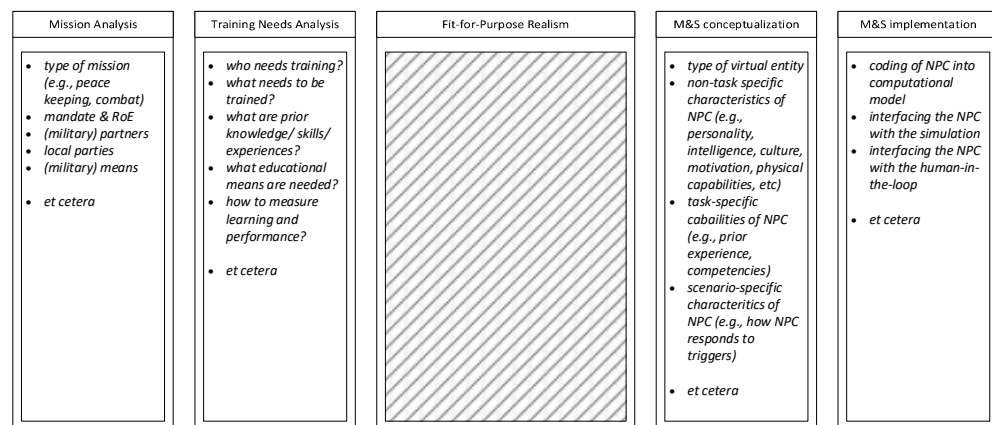 Mission Analysis
• type of mission
(e.g., peace
keeping, combat)
• mandate & RoE
• (military) partners
• local parties
• (military) means
• et cetera
Training Needs Analysis
• who needs training?
• what needs to be
trained?
• what are prior
knowledge/ skills/
experiences?
• what educational
means are needed?
• how to measure
learning and
performance?
• et cetera
Fit-for-Purpose Realism
M&S conceptualization
• type of virtual entity
• non-task specific
characteristics of
NPC (e.g.,
personality,
intelligence, culture,
motivation, physical
capabilities, etc)
• task-specific
cabailities of NPC
(e.g., prior
experience,
competencies)
• scenario-specific
characteritics of
NPC (e.g., how NPC
responds to
triggers)
• et cetera
M&S implementation
• coding of NPC into
computational
model
• interfacing the NPC
with the simulation
• interfacing the NPC
with the human-in-
the-loop
• et cetera